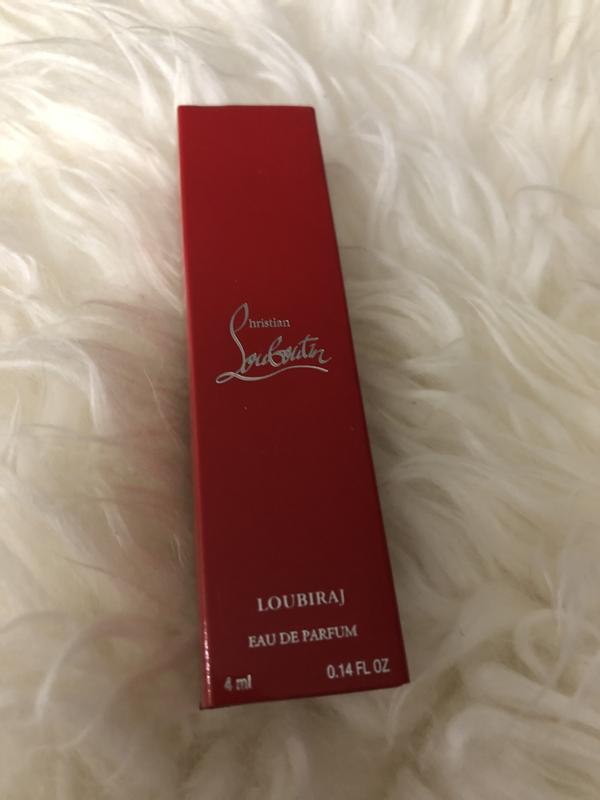 Christian
Louboutin
LOUBIRAJ
EAU DE PARFUM
4 ml 0.14 FL OZ